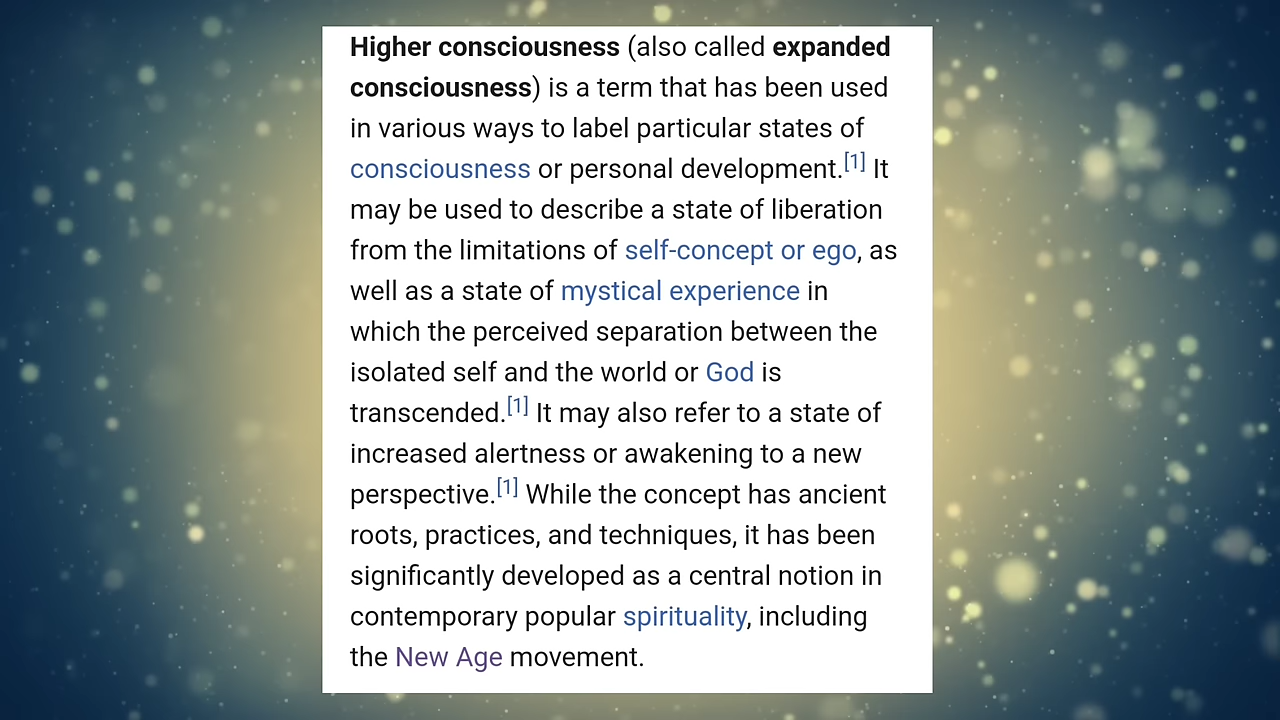 Higher consciousness (also called expanded
consciousness) is a term that has been used
in various ways to label particular states of
consciousness or personal development.[1] It
may be used to describe a state of liberation
from the limitations of self-concept or ego, as
well as a state of mystical experience in
which the perceived separation between the
isolated self and the world or God is
transcended.[1] It may also refer to a state of
increased alertness or awakening to a new
perspective.[1] While the concept has ancient
roots, practices, and techniques, it has been
significantly developed as a central notion in
contemporary popular spirituality, including
the New Age movement.